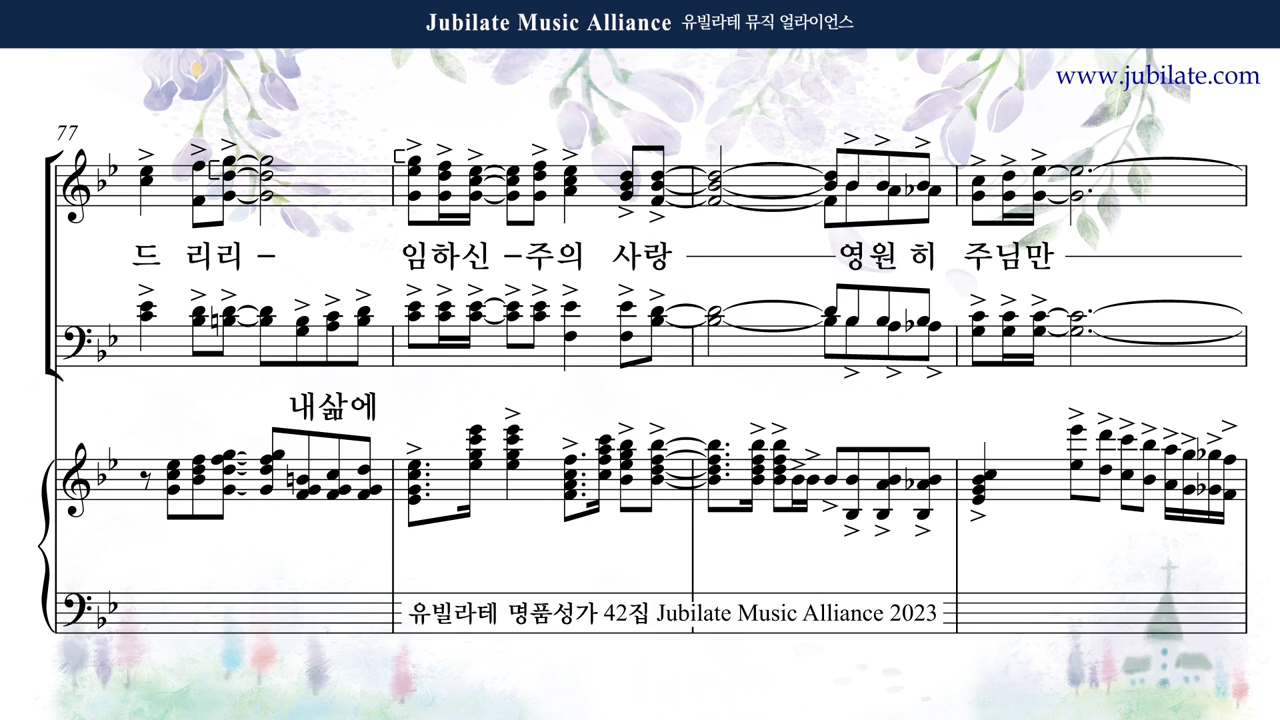 Jubilate Music Alliance 유빌라테 뮤직 얼라이언스
www.jubilate.com
77
드 리리 – 임하신 –주의 사랑 영원 히 주님만
내삶에
유빌라테 명품성가 42집 Jubilate Music Alliance 2023